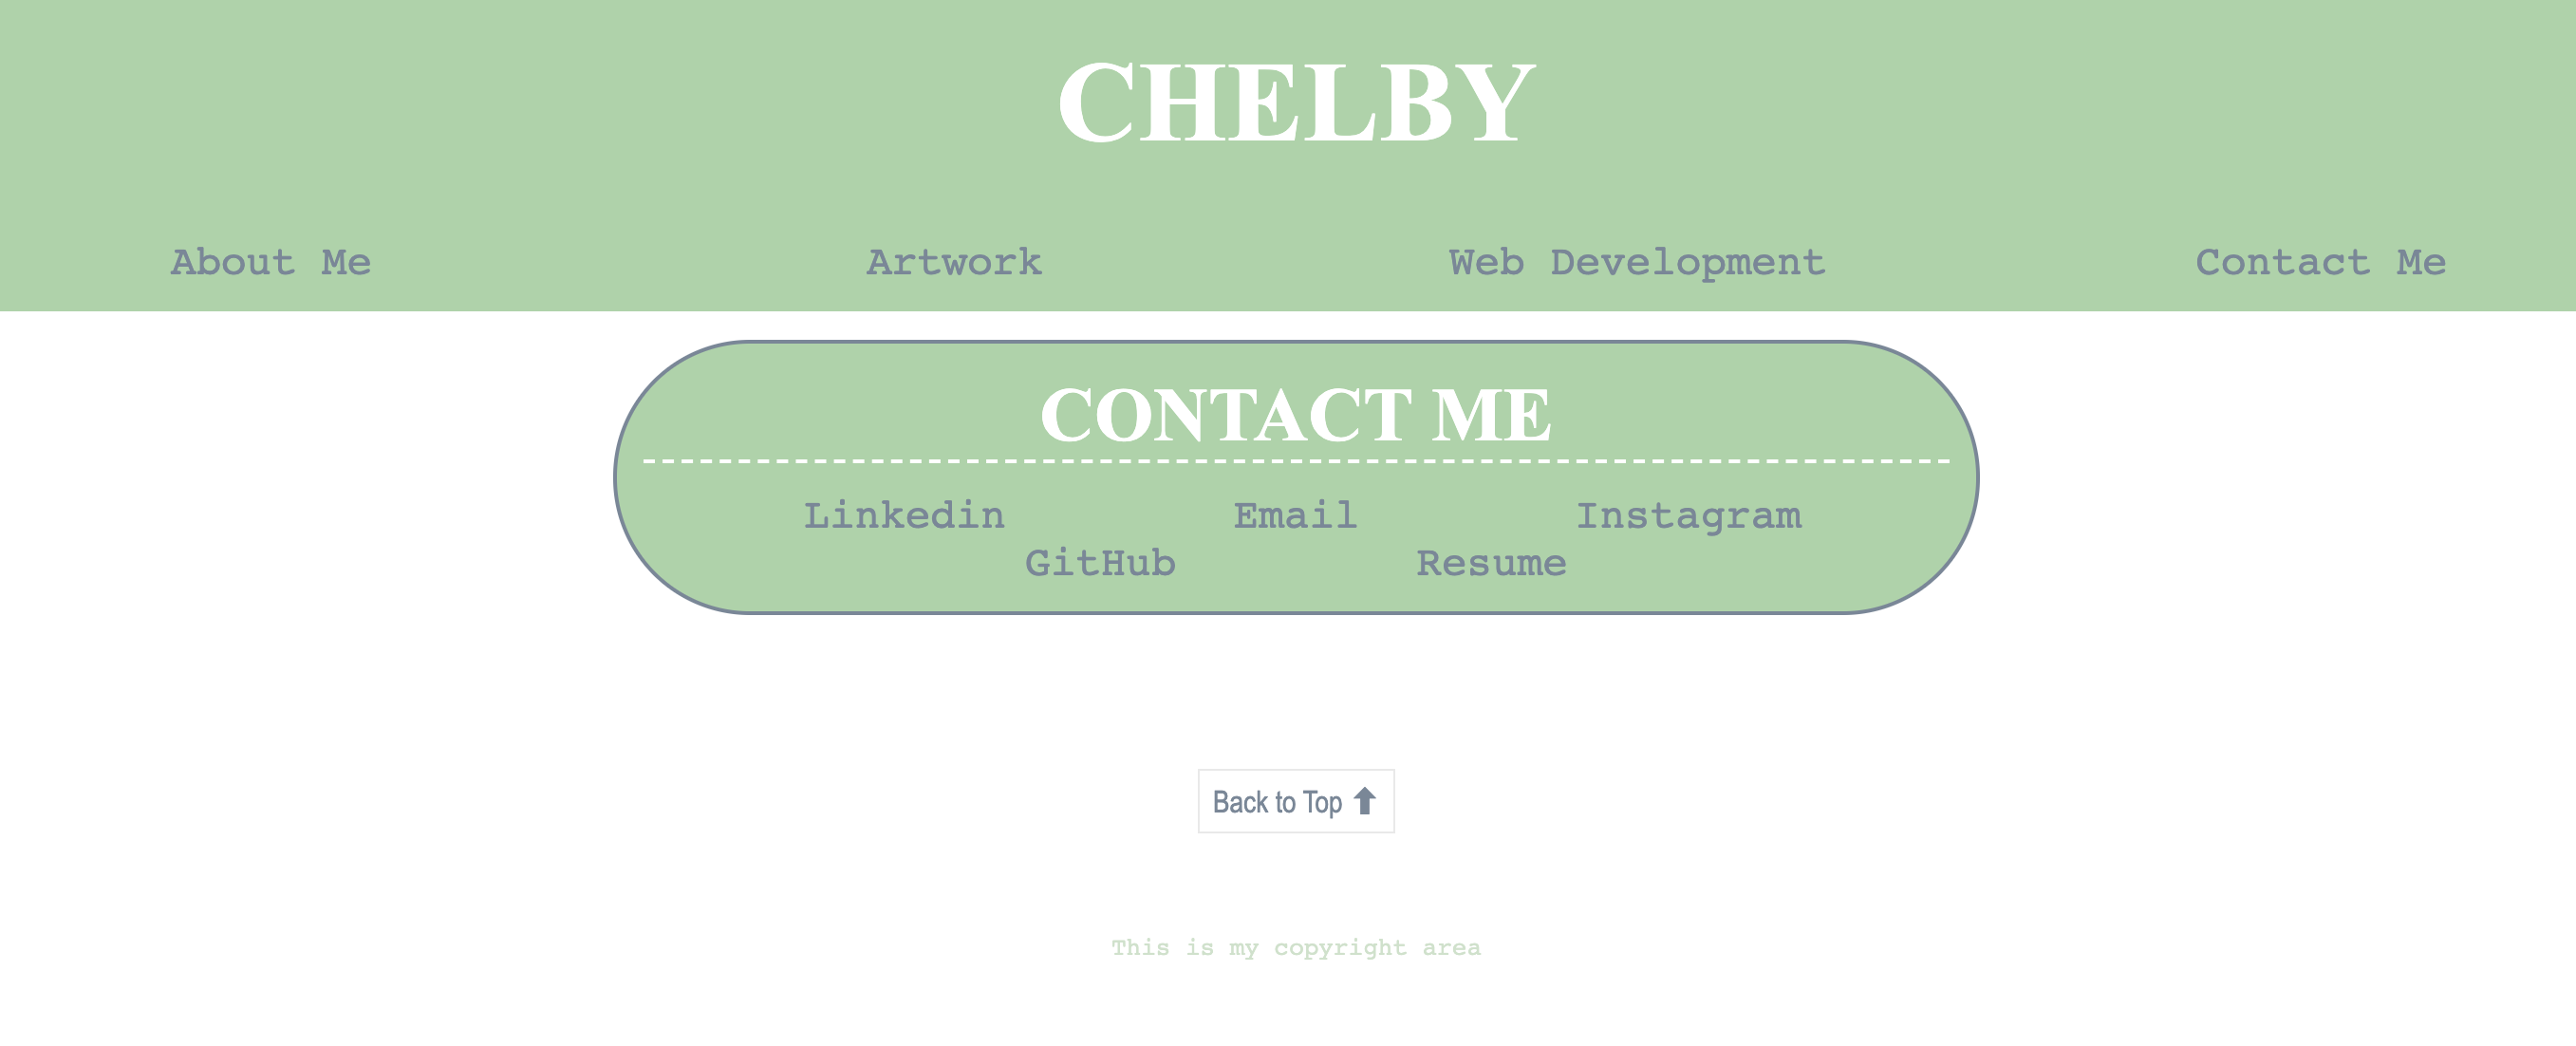 CHELBY
About Me Artwork Web Development Contact Me
CONTACT ME
Linkedin Email Instagram
GitHub Resume
Back to Top
This is my copyright area